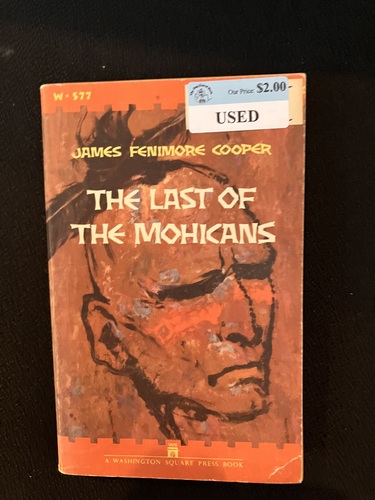 W•577
Our Price: $2.00
USED
JAMES FENIMORE COOPER
THE LAST OF
THE MOHICANS
A WASHINGTON SQUARE PRESS BOOK